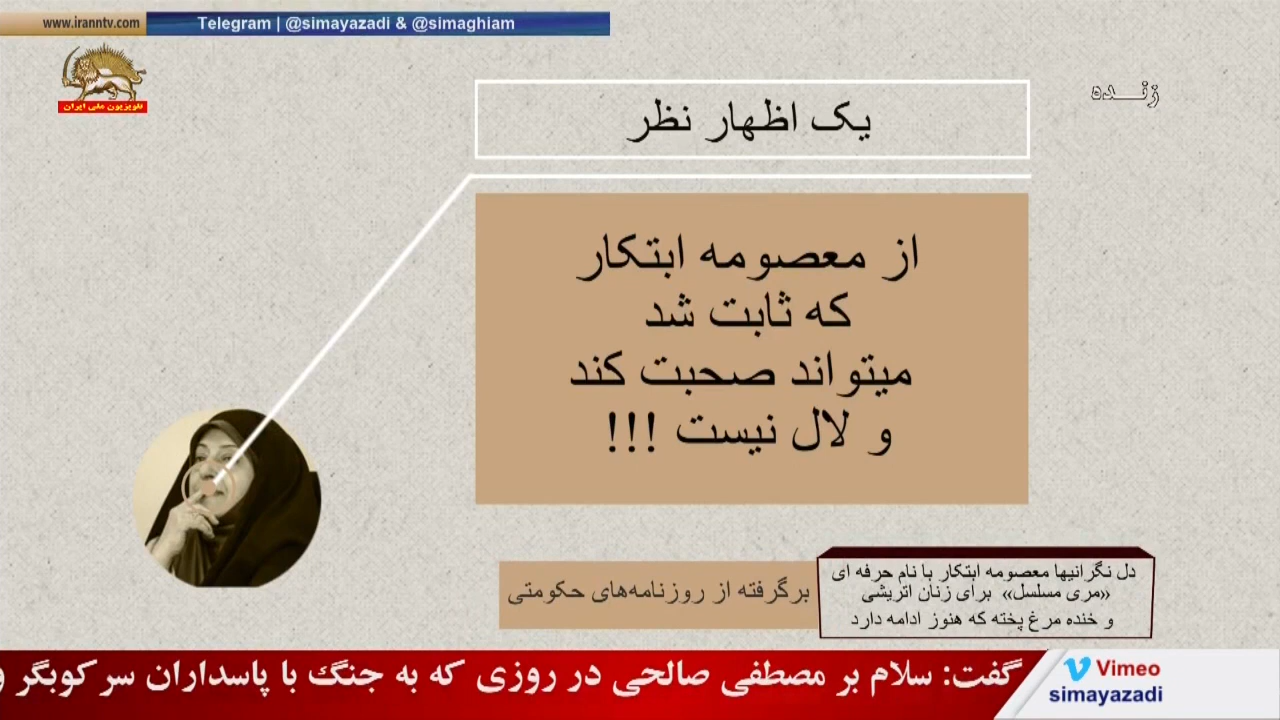 www.iranntv.com
Telegram | @simayazadi & @simaghiam
تلویزیون ملی ایران
زنده
یک اظهار نظر
از معصومه ابتکار
که ثابت شد
میتواند صحبت کند
و لال نیست !!!
برگرفته از روزنامه‌های حکومتی
دل نگرانیها معصومه ابتکار با نام حرفه ای
«مری مسلسل» برای زنان اتریشی
و خنده مرغ پخته که هنوز ادامه دارد
گفت: سلام بر مصطفی صالحی در روزی که به جنگ با پاسداران سرکوبگر و
Vimeo
simayazadi